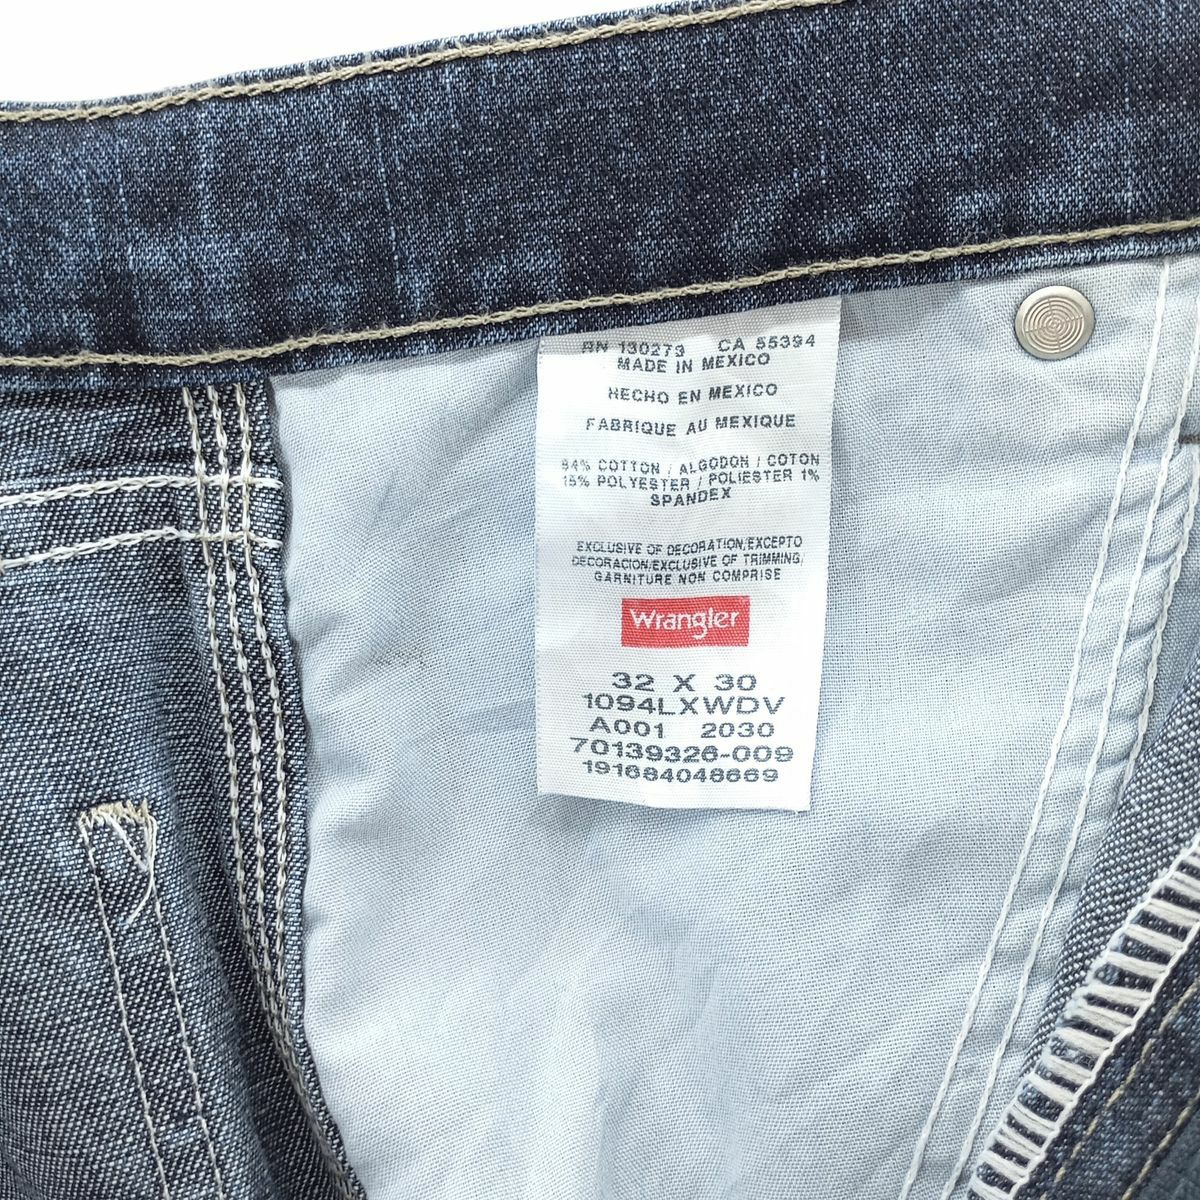 RN 130273 CA 55394
MADE IN MEXICO
HECHO EN MEXICO
FABRIQUE AU MEXIQUE
84% COTTON / ALGODON / COTON
15% POLYESTER / POLIESTER 1%
SPANDEX
EXCLUSIVE OF DECORATION,EXCEPTO
DECORACION,EXCLUSIVE OF TRIMMING,
GARNITURE NON COMPRISE
Wrangler
32 X 30
1094LXWDV
A001 2030
70139326-009
191684048669